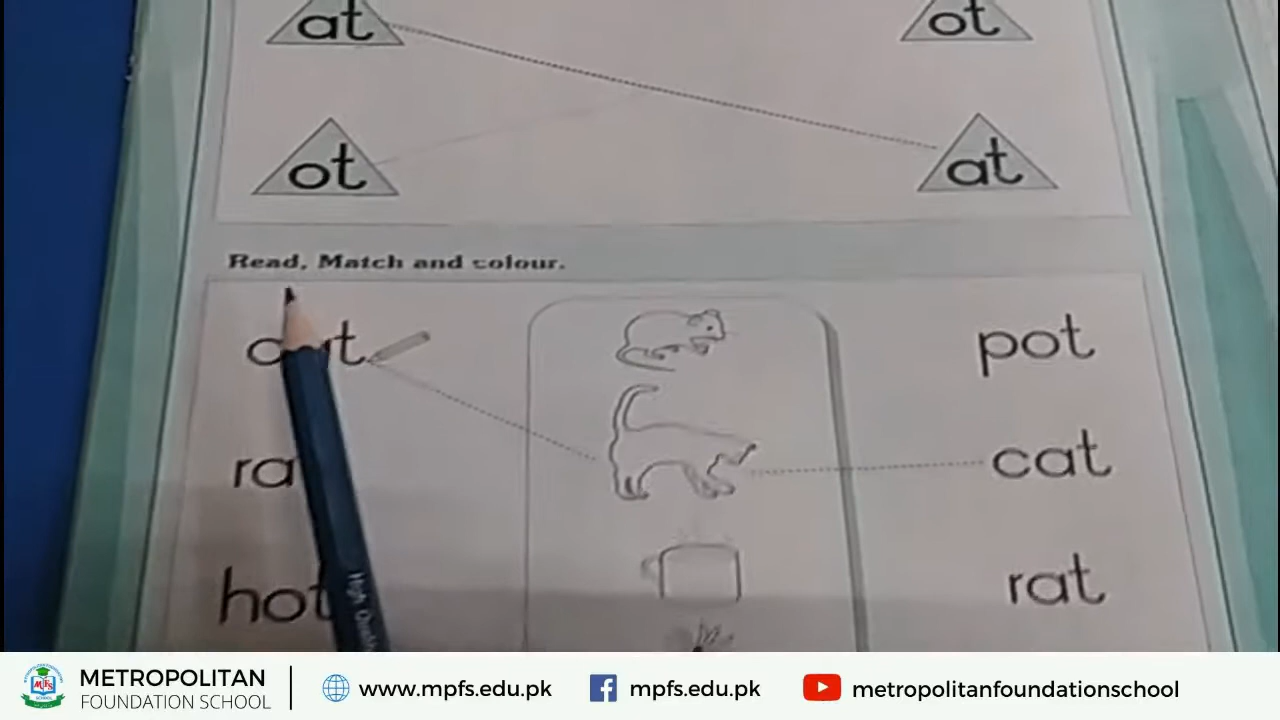 at
ot
ot
at
Read, Match and colour.
pot
cat
rat
METROPOLITAN
FOUNDATION SCHOOL
www.mpfs.edu.pk
mpfs.edu.pk
metropolitanfoundationschool